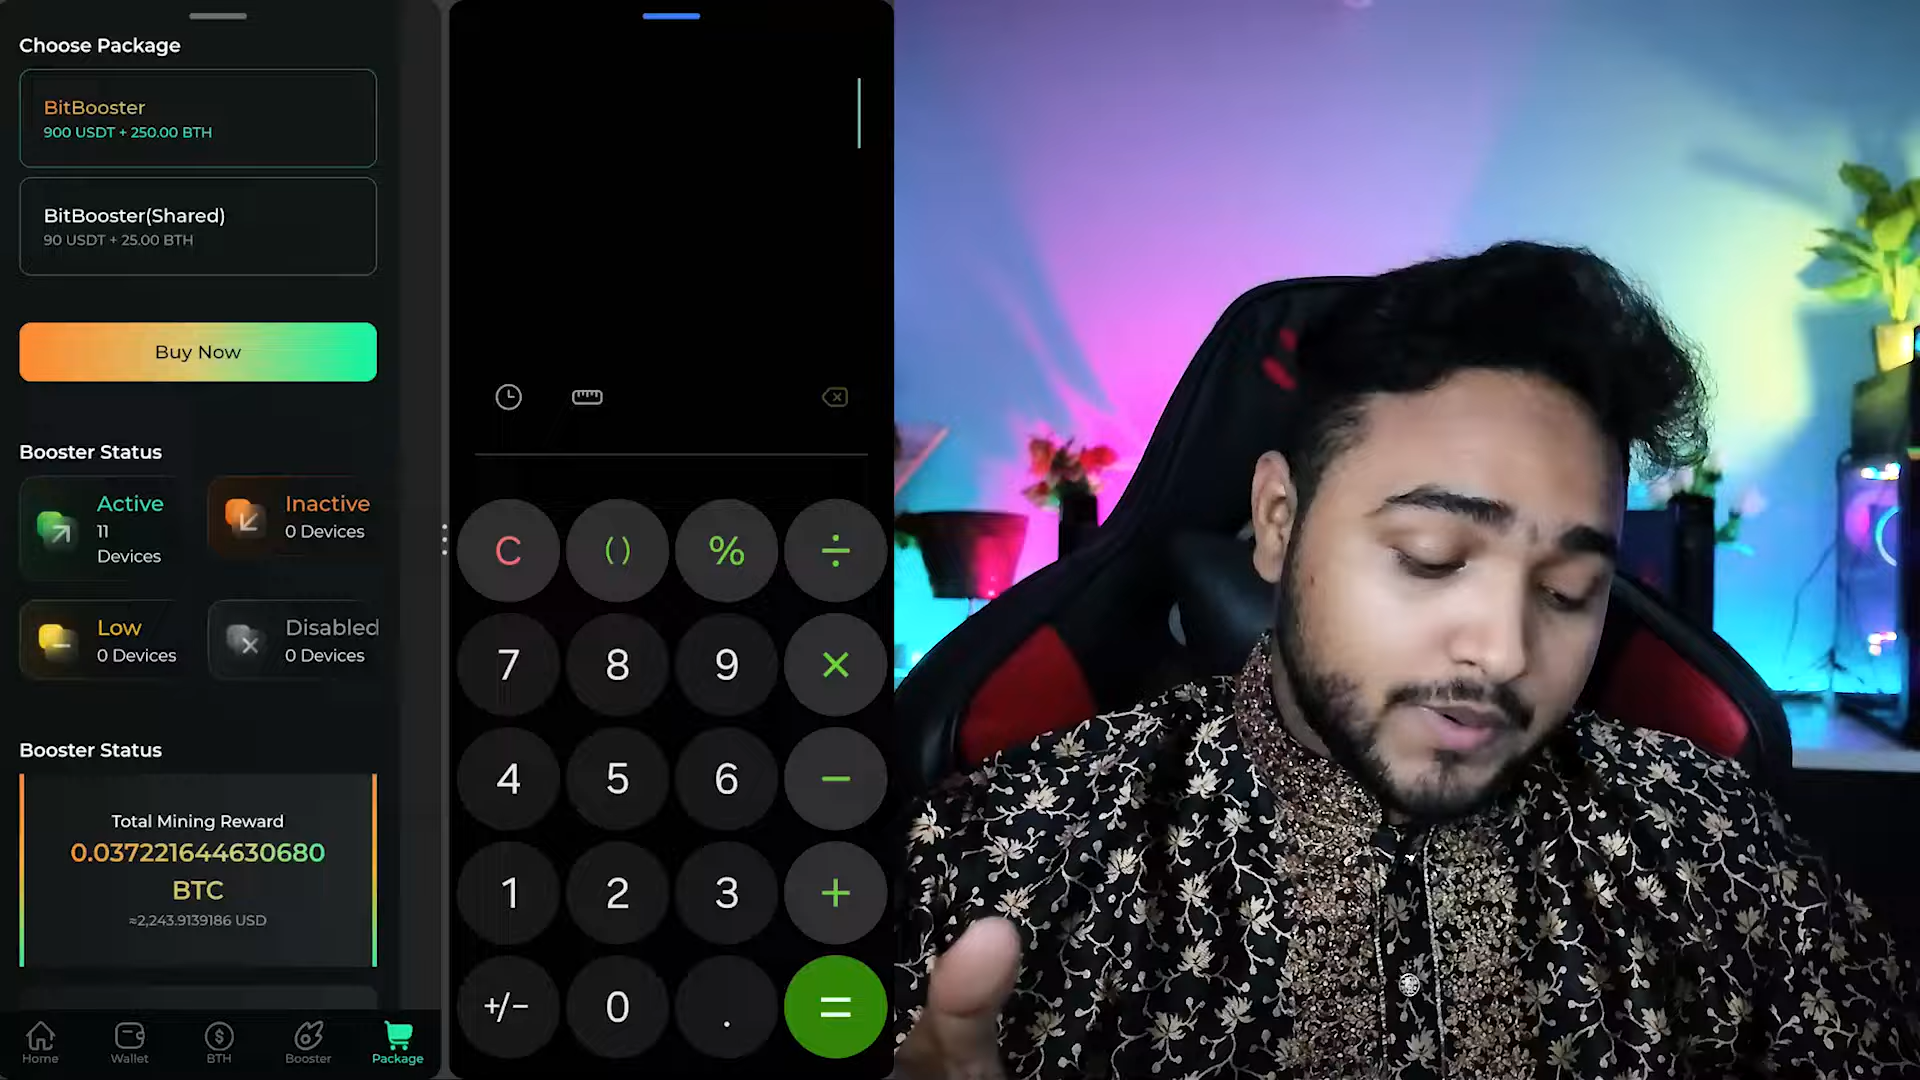 Choose Package
BitBooster
900 USDT + 250.00 BTH
BitBooster(Shared)
90 USDT + 25.00 BTH
Buy Now
Booster Status
Active
11
Devices
Inactive
0 Devices
Low
0 Devices
Disabled
0 Devices
Booster Status
Total Mining Reward
0.037221644630680
BTC
≈2,243.9139186 USD
Home
Wallet
BTH
Booster
Package
C
( )
%
÷
7
8
9
×
4
5
6
−
1
2
3
+
+/−
0
.
=